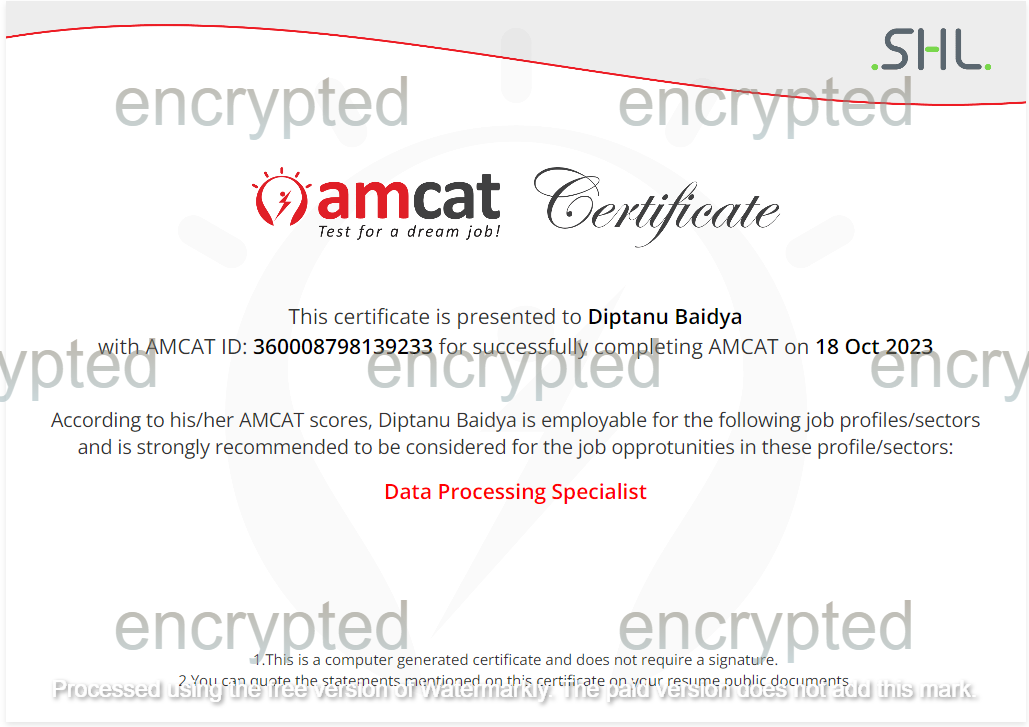 .SHL.
encrypted encrypted
amcat Certificate
Test for a dream job!
This certificate is presented to Diptanu Baidya
with AMCAT ID: 360008798139233 for successfully completing AMCAT on 18 Oct 2023
ypted encrypted encry
According to his/her AMCAT scores, Diptanu Baidya is employable for the following job profiles/sectors
and is strongly recommended to be considered for the job opprotunities in these profile/sectors:
Data Processing Specialist
encrypted encrypted
1.This is a computer generated certificate and does not require a signature.
2.You can quote the statements mentioned on this certificate on your resume public documents
Processed using the free version of Watermarkly. The paid version does not add this mark.